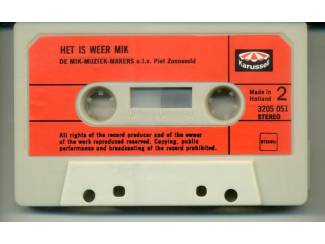 HET IS WEER MIK
DE MIK-MUZIEK-MAKERS o.l.v. Piet Zonneveld
Karussell
Made in
Holland 2
3205 051
STEREO
All rights of the record producer and of the owner
of the work reproduced reserved. Copying, public
performance and broadcasting of the record prohibited.
STEMRA